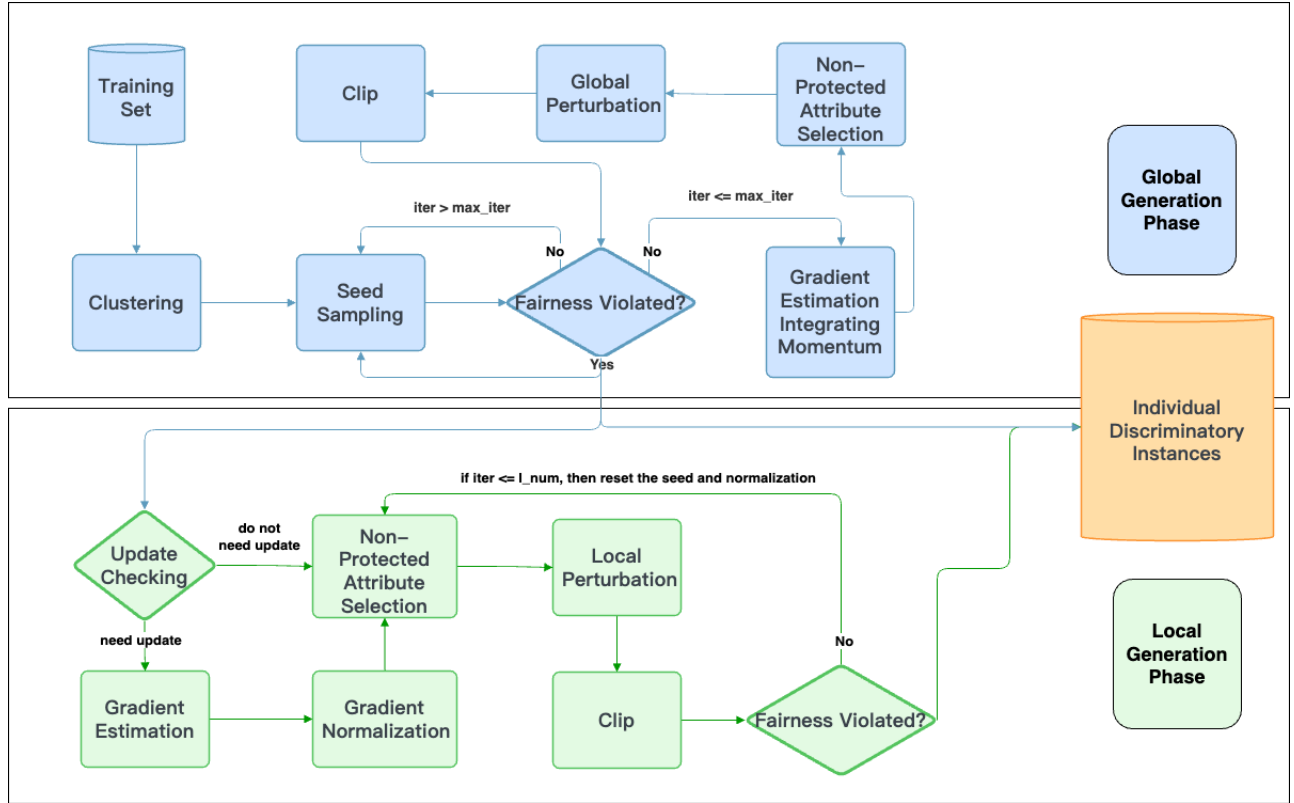 Training
Set
Clip
Global
Perturbation
Non-
Protected
Attribute
Selection
Global
Generation
Phase
iter > max_iter
iter <= max_iter
No
No
Clustering
Seed
Sampling
Fairness Violated?
Gradient
Estimation
Integrating
Momentum
Yes
Individual
Discriminatory
Instances
if iter <= l_num, then reset the seed and normalization
Update
Checking
do not
need update
Non-
Protected
Attribute
Selection
Local
Perturbation
need update
No
Local
Generation
Phase
Gradient
Estimation
Gradient
Normalization
Clip
Fairness Violated?